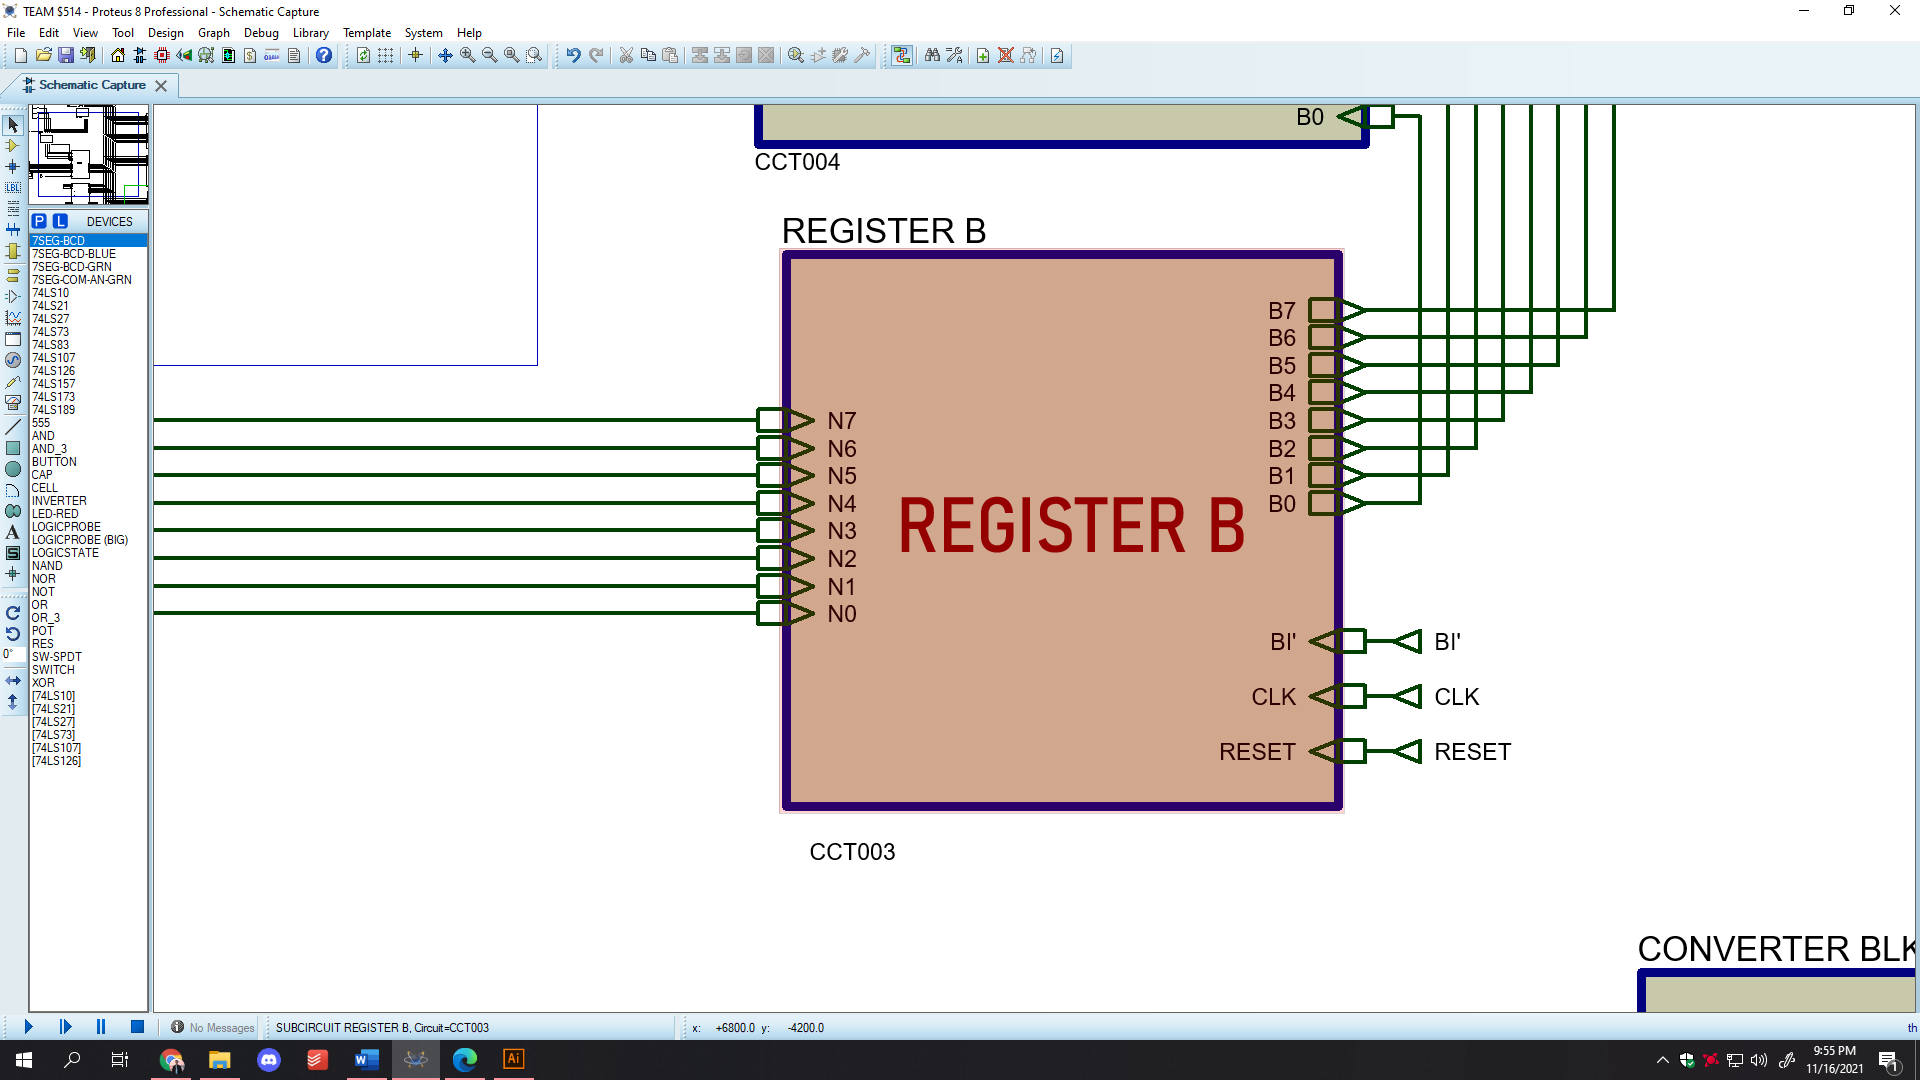 TEAM $514 - Proteus 8 Professional - Schematic Capture
File Edit View Tool Design Graph Debug Library Template System Help
Schematic Capture
P L DEVICES
7SEG-BCD
7SEG-BCD-BLUE
7SEG-BCD-GRN
7SEG-COM-AN-GRN
74LS10
74LS21
74LS27
74LS73
74LS83
74LS107
74LS126
74LS157
74LS173
74LS189
555
AND
AND_3
BUTTON
CAP
CELL
INVERTER
LED-RED
LOGICPROBE
LOGICPROBE (BIG)
LOGICSTATE
NAND
NOR
NOT
OR
OR_3
POT
RES
SW-SPDT
SWITCH
XOR
[74LS10]
[74LS21]
[74LS27]
[74LS73]
[74LS107]
[74LS126]
LBL
A
S
0°
B0
CCT004
REGISTER B
B7
B6
B5
B4
B3
B2
B1
B0
N7
N6
N5
N4
N3
N2
N1
N0
REGISTER B
BI' BI'
CLK CLK
RESET RESET
CCT003
CONVERTER BLK
No Messages SUBCIRCUIT REGISTER B, Circuit=CCT003 x: +6800.0 y: -4200.0 th
Ai
9:55 PM
11/16/2021
1